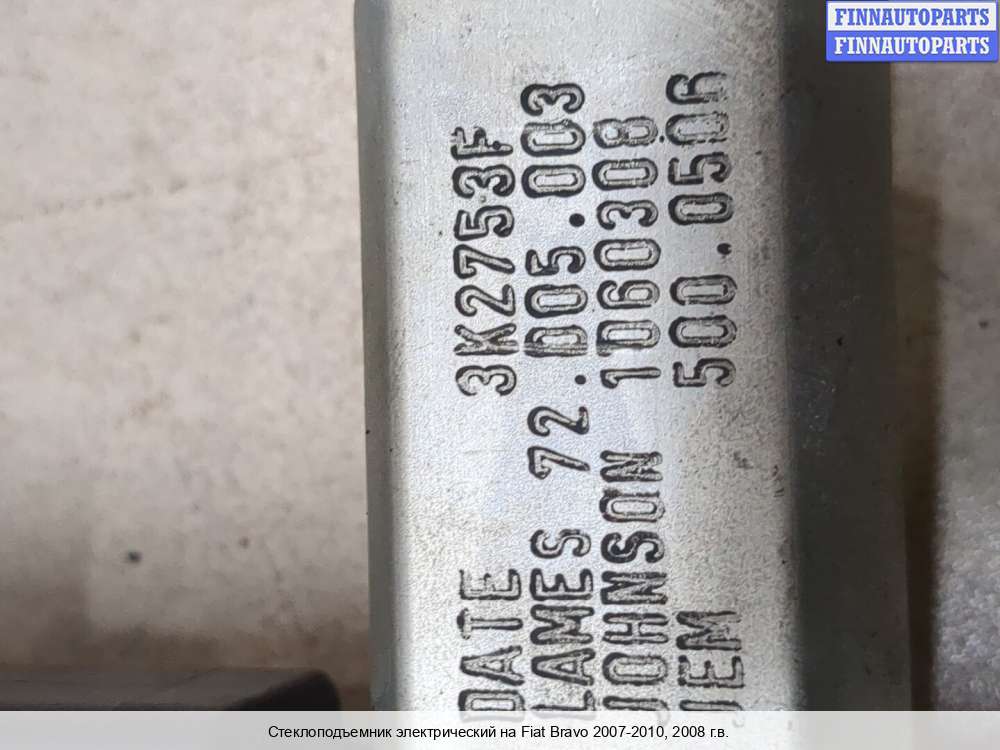 FINNAUTOPARTS
FINNAUTOPARTS
DATE 3K2753F
LAMES 72.D05.003
JOHNSON 1D60308
JEM 500.0506
Стеклоподъемник электрический на Fiat Bravo 2007-2010, 2008 г.в.